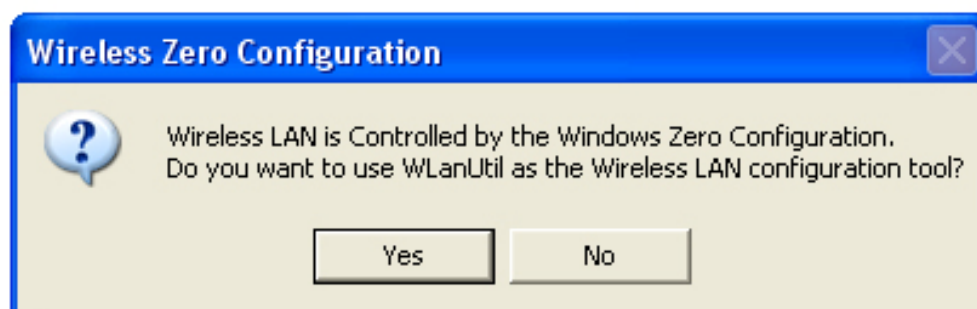 Wireless Zero Configuration
?
Wireless LAN is Controlled by the Windows Zero Configuration.
Do you want to use WLanUtil as the Wireless LAN configuration tool?
Yes No